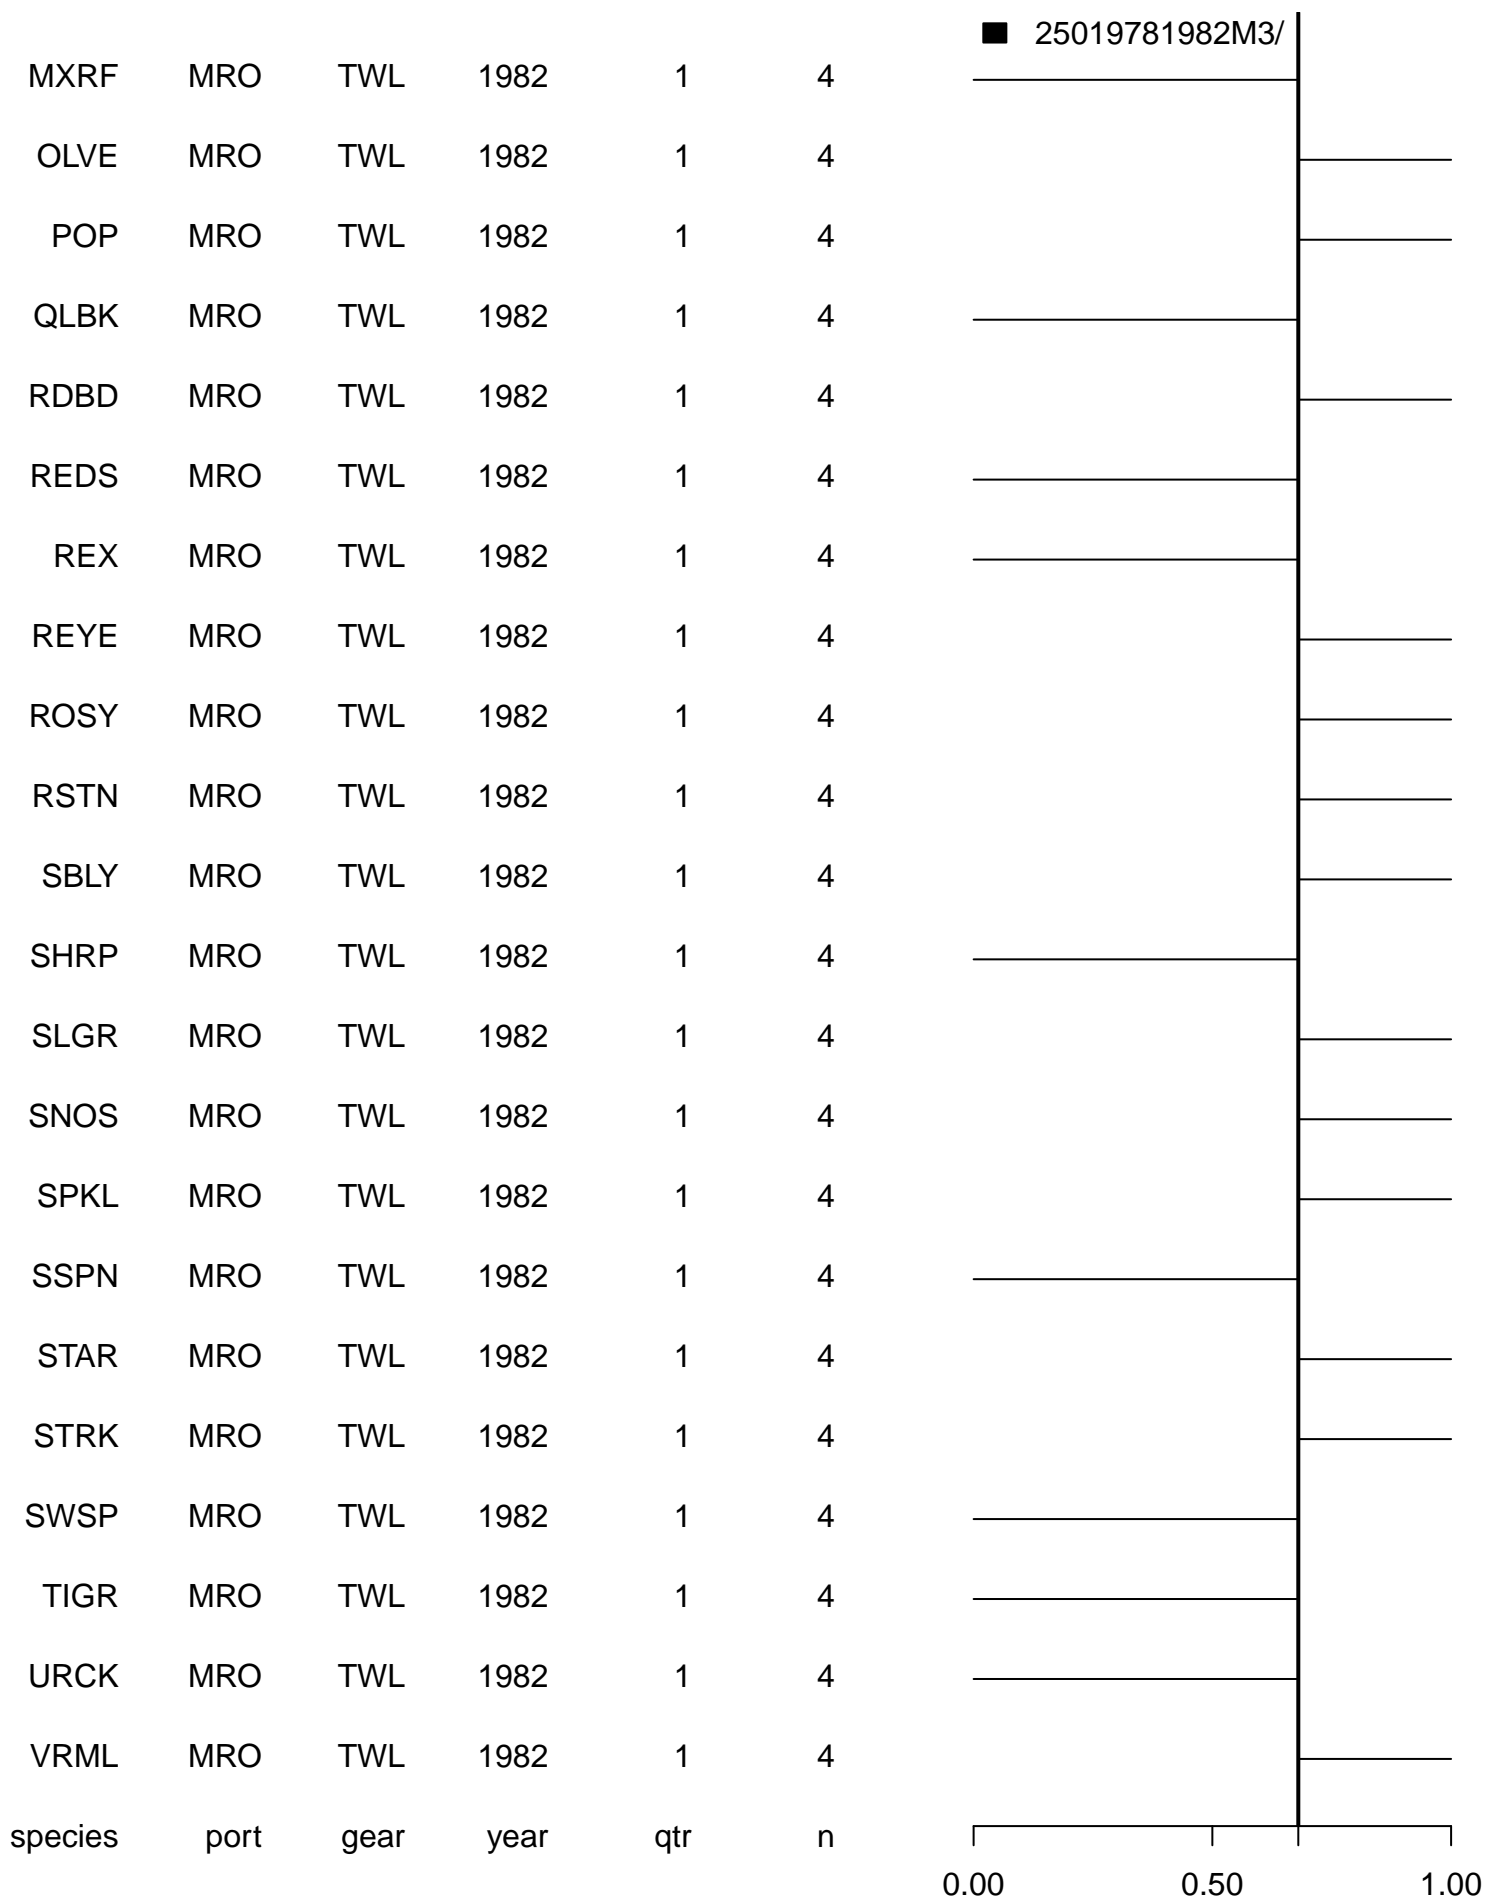 25019781982M3/
MXRF MRO TWL 1982 1 4
OLVE MRO TWL 1982 1 4
POP MRO TWL 1982 1 4
QLBK MRO TWL 1982 1 4
RDBD MRO TWL 1982 1 4
REDS MRO TWL 1982 1 4
REX MRO TWL 1982 1 4
REYE MRO TWL 1982 1 4
ROSY MRO TWL 1982 1 4
RSTN MRO TWL 1982 1 4
SBLY MRO TWL 1982 1 4
SHRP MRO TWL 1982 1 4
SLGR MRO TWL 1982 1 4
SNOS MRO TWL 1982 1 4
SPKL MRO TWL 1982 1 4
SSPN MRO TWL 1982 1 4
STAR MRO TWL 1982 1 4
STRK MRO TWL 1982 1 4
SWSP MRO TWL 1982 1 4
TIGR MRO TWL 1982 1 4
URCK MRO TWL 1982 1 4
VRML MRO TWL 1982 1 4
species port gear year qtr n
0.00 0.50 1.00